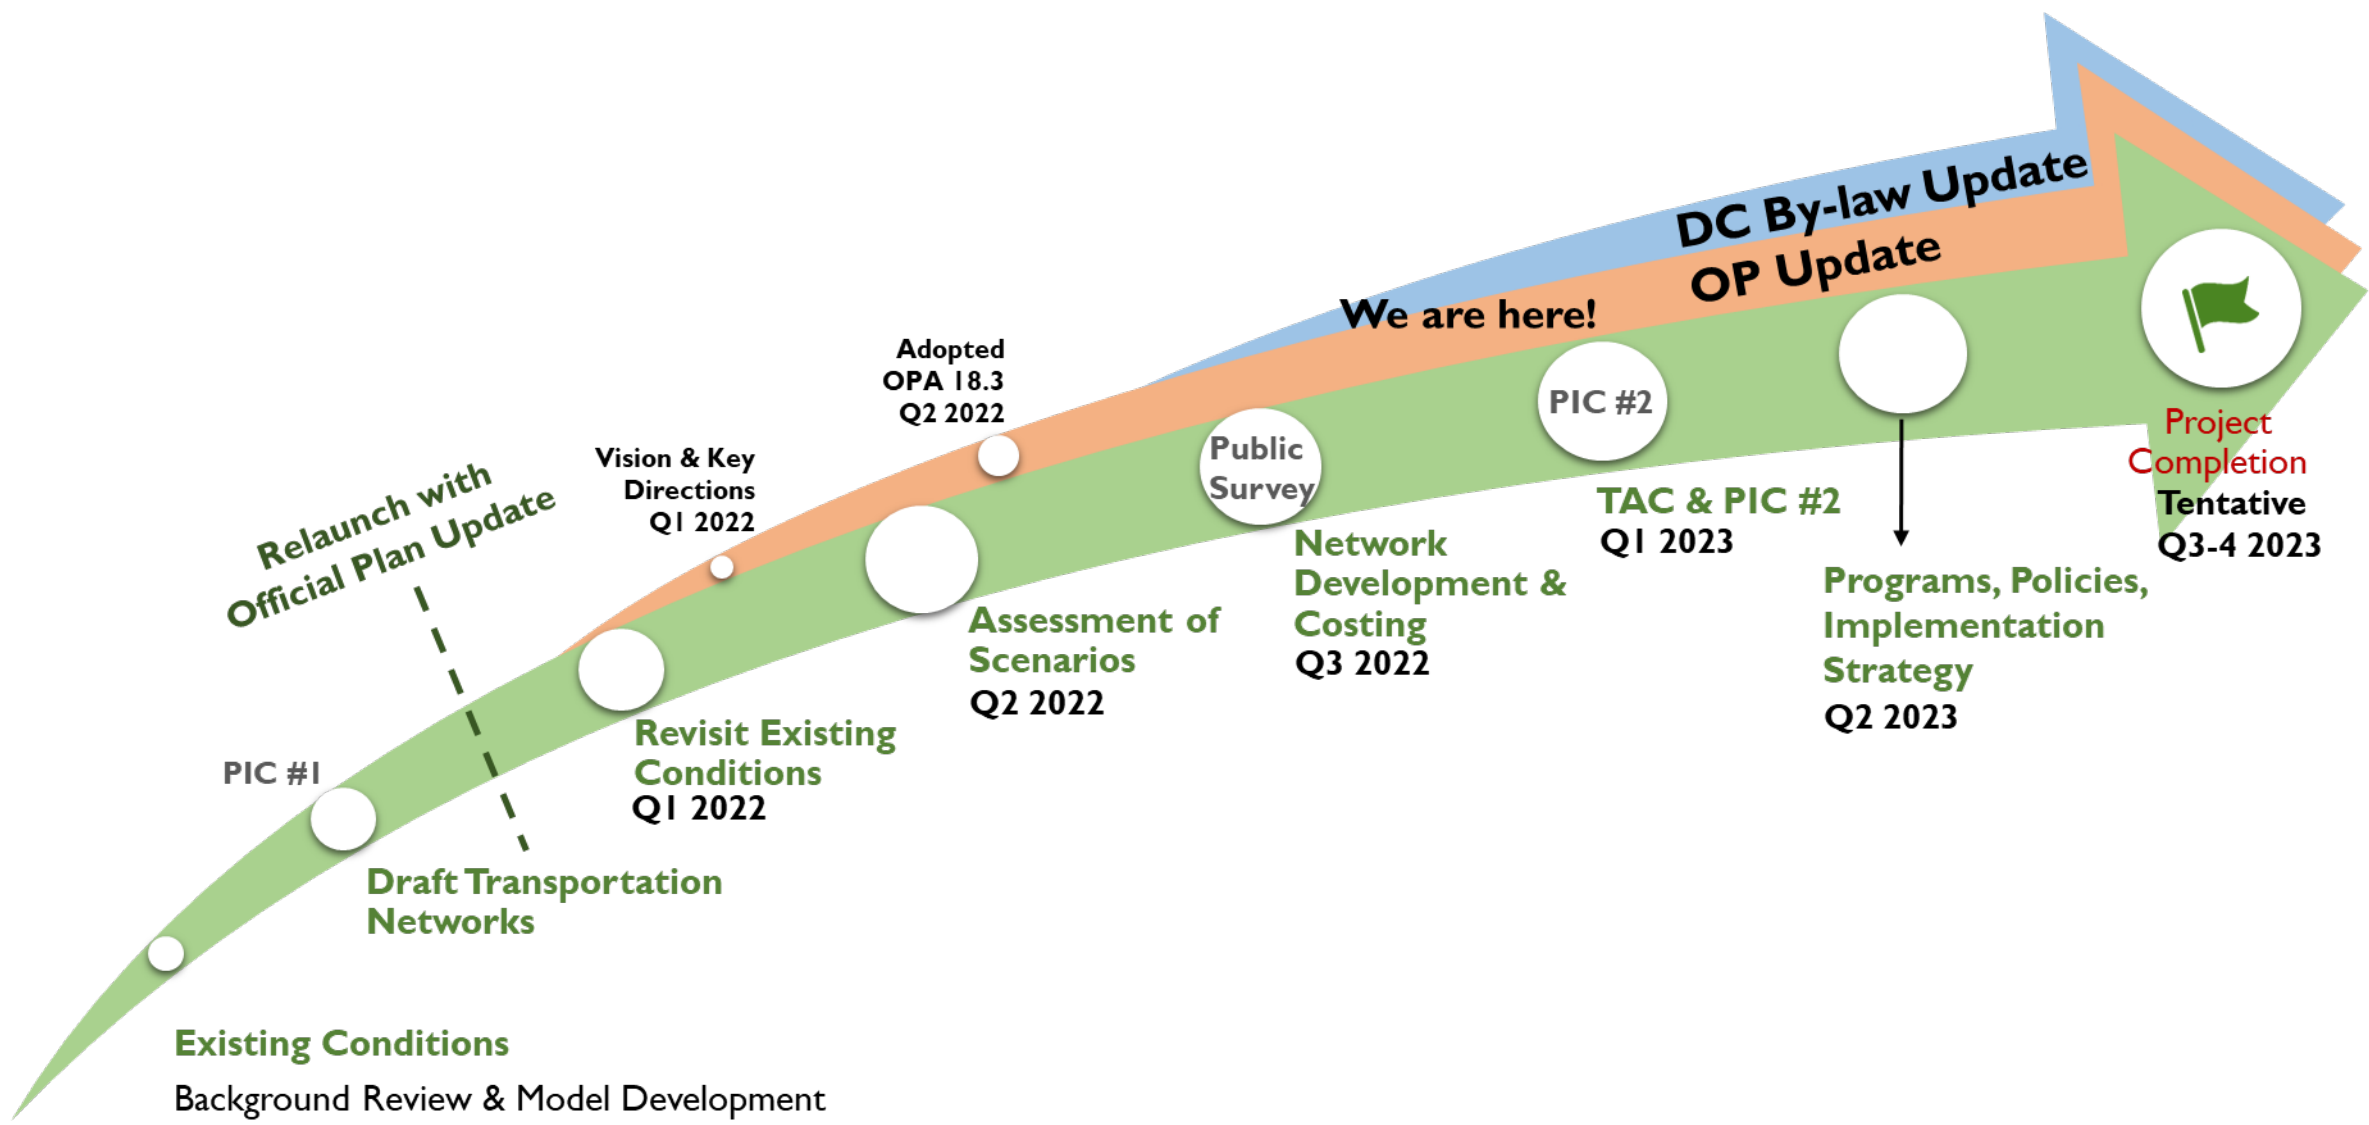 DC By-law Update
OP Update
We are here!
Adopted
OPA 18.3
Q2 2022
Vision & Key
Directions
Q1 2022
Relaunch with
Official Plan Update
PIC #1
Public
Survey
PIC #2
Existing Conditions
Background Review & Model Development
Draft Transportation
Networks
Revisit Existing
Conditions
Q1 2022
Assessment of
Scenarios
Q2 2022
Network
Development &
Costing
Q3 2022
TAC & PIC #2
Q1 2023
Programs, Policies,
Implementation
Strategy
Q2 2023
Project
Completion
Tentative
Q3-4 2023